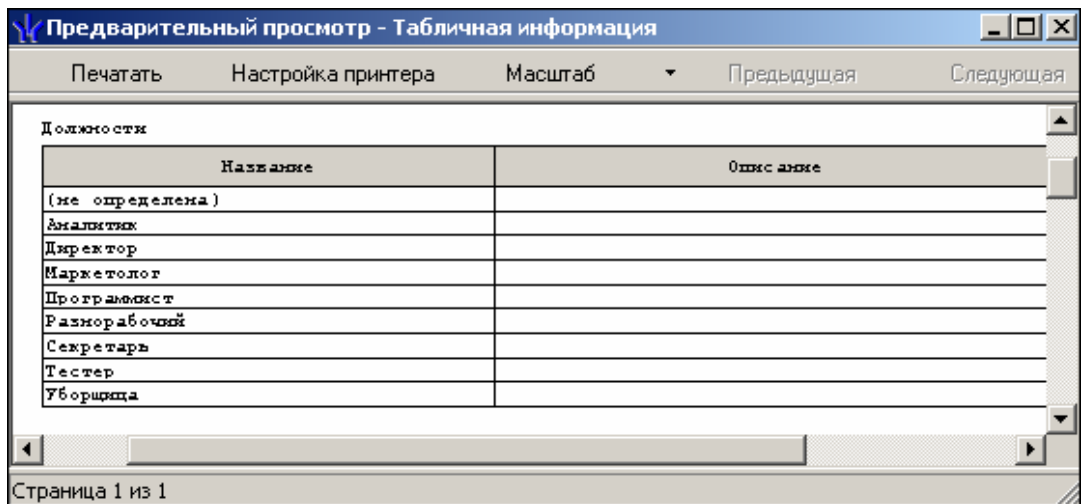 Предварительный просмотр - Табличная информация
Печатать Настройка принтера Масштаб Предыдущая Следующая
Должности
Название Описание
(не определена)
Аналитик
Директор
Маркетолог
Программист
Разнорабочий
Секретарь
Тестер
Уборщица
Страница 1 из 1